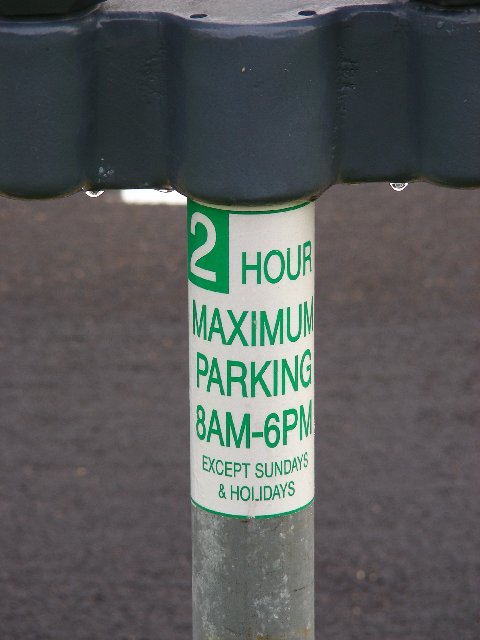 2 HOUR
MAXIMUM
PARKING
8AM-6PM
EXCEPT SUNDAYS
& HOLIDAYS